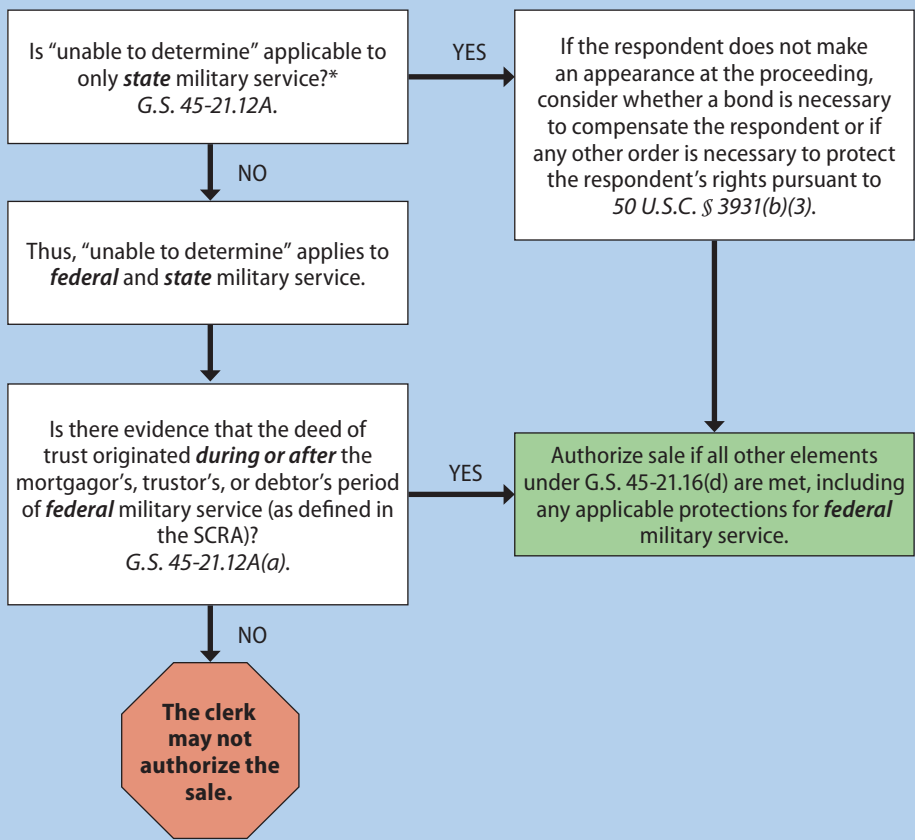 Is “unable to determine” applicable to
only state military service?*
G.S. 45-21.12A.
YES
If the respondent does not make
an appearance at the proceeding,
consider whether a bond is necessary
to compensate the respondent or if
any other order is necessary to protect
the respondent’s rights pursuant to
50 U.S.C. § 3931(b)(3).
NO
Thus, “unable to determine” applies to
federal and state military service.
Is there evidence that the deed of
trust originated during or after the
mortgagor’s, trustor’s, or debtor’s period
of federal military service (as defined in
the SCRA)?
G.S. 45-21.12A(a).
YES
Authorize sale if all other elements
under G.S. 45-21.16(d) are met, including
any applicable protections for federal
military service.
NO
The clerk
may not
authorize the
sale.